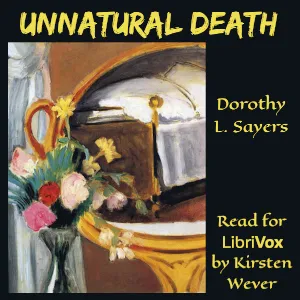 UNNATURAL DEATH
Dorothy
L. Sayers
Read for
LibriVox
by Kirsten
Wever